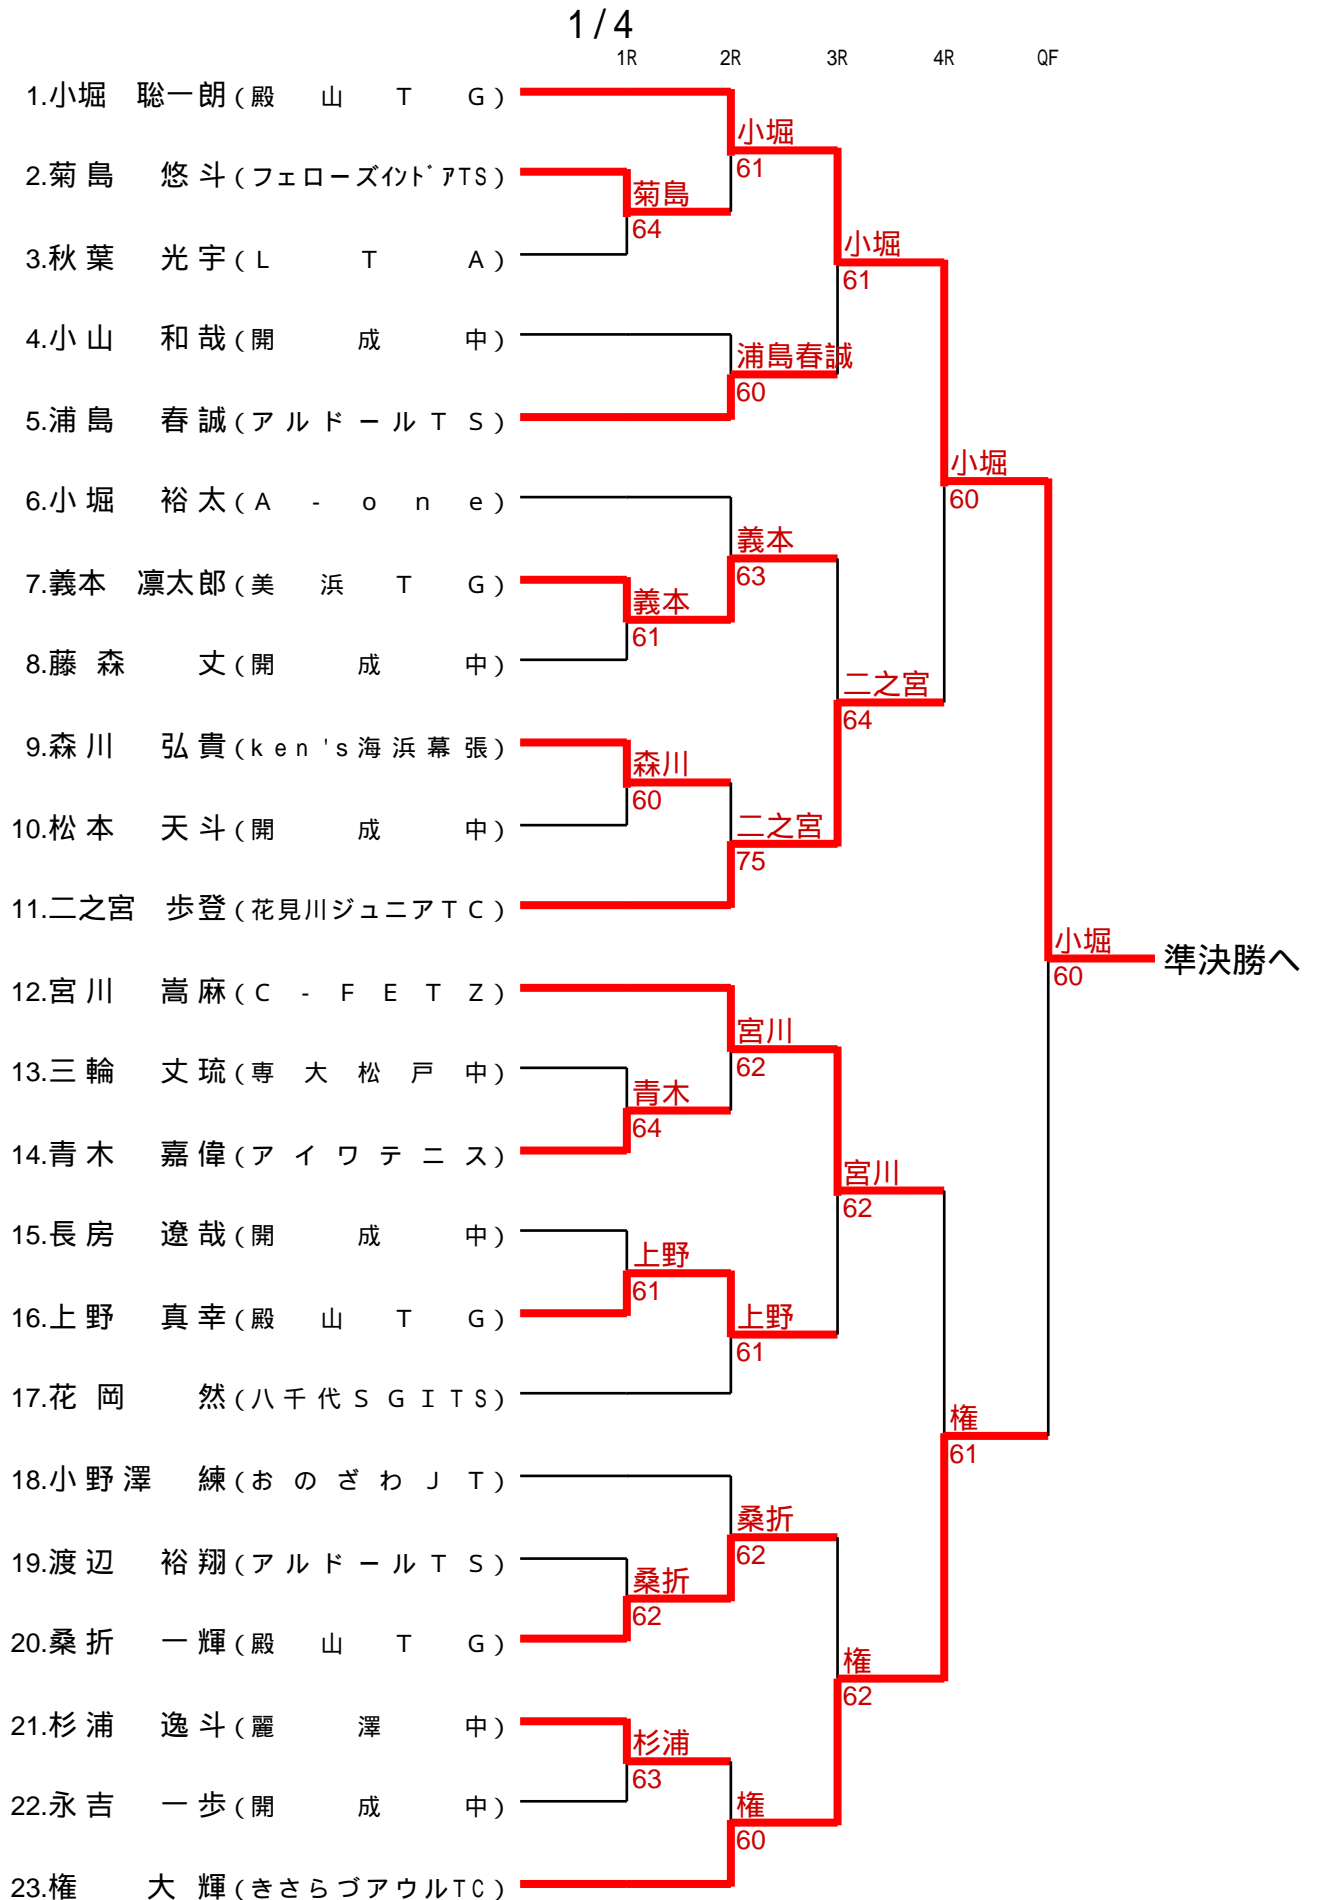 1/4
1R 2R 3R 4R QF
1.小堀 聡一朗(殿山TG)
小堀
61
2.菊島 悠斗(フェローズインドアTS)
菊島
64
3.秋葉 光宇(LTA)
小堀
61
4.小山 和哉(開成中)
浦島春誠
60
5.浦島 春誠(アルドールTS)
小堀
60
6.小堀 裕太(A-one)
義本
63
7.義本 凛太郎(美浜TG)
義本
61
8.藤森 丈(開成中)
二之宮
64
9.森川 弘貴(ken's海浜幕張)
森川
60
10.松本 天斗(開成中)
二之宮
75
11.二之宮 歩登(花見川ジュニアTC)
小堀
60
準決勝へ
12.宮川 嵩麻(C-FETZ)
宮川
62
13.三輪 丈琉(専大松戸中)
青木
64
14.青木 嘉偉(アイワテニス)
宮川
62
15.長房 遼哉(開成中)
上野
61
16.上野 真幸(殿山TG)
上野
61
17.花岡 然(八千代SGITS)
権
61
18.小野澤 練(おのざわJT)
桑折
62
19.渡辺 裕翔(アルドールTS)
桑折
62
20.桑折 一輝(殿山TG)
権
62
21.杉浦 逸斗(麗澤中)
杉浦
63
22.永吉 一歩(開成中)
権
60
23.権 大輝(きさらづアウルTC)